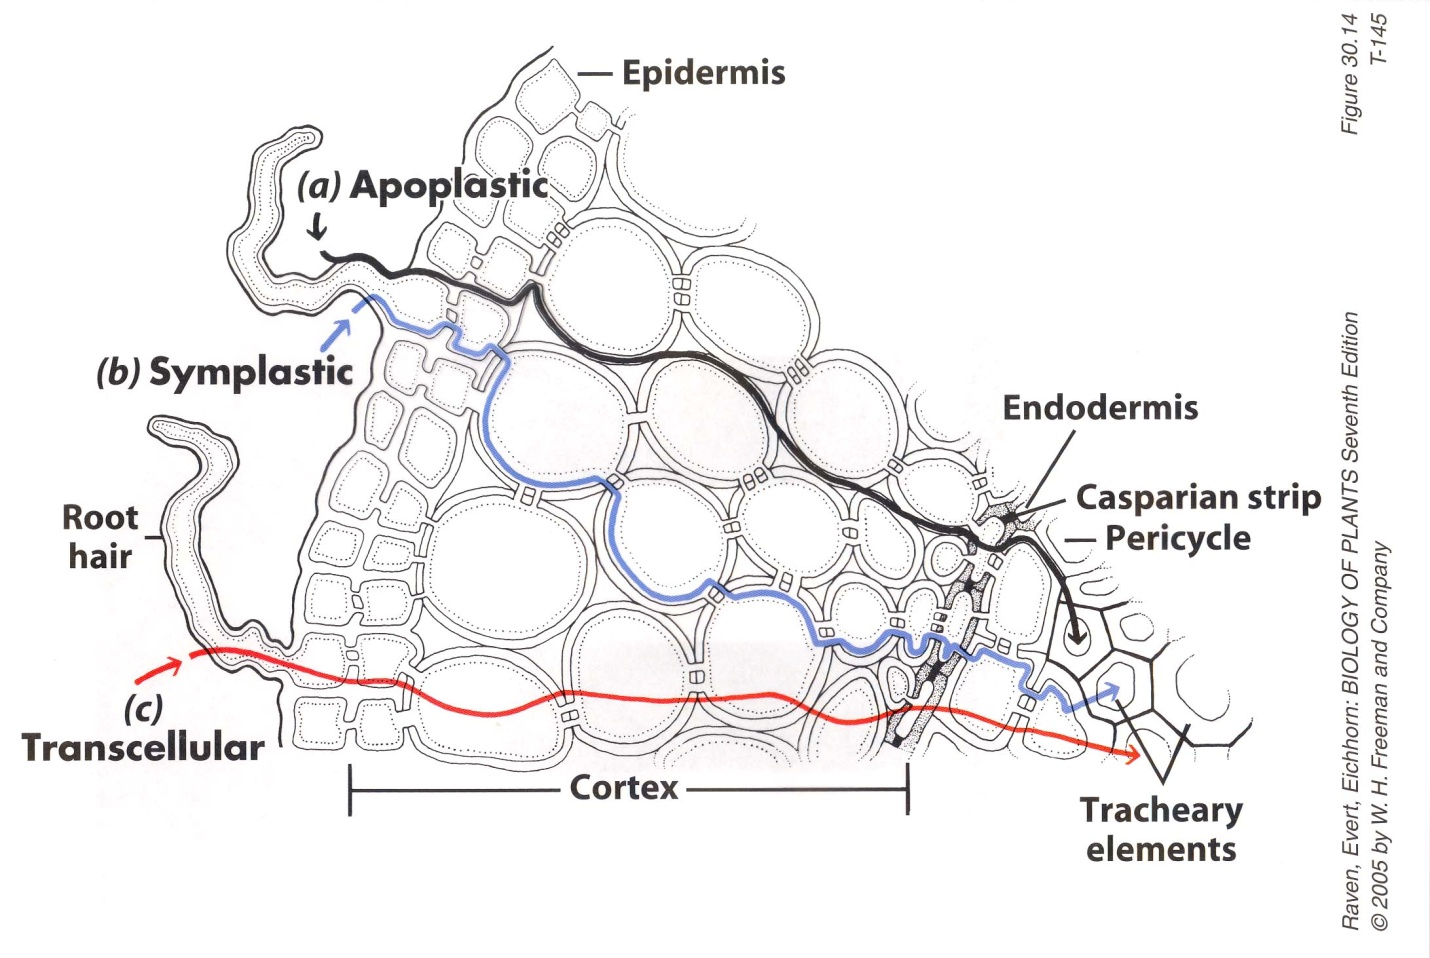 Epidermis
(a) Apoplastic
(b) Symplastic
Root
hair
(c)
Transcellular
Cortex
Endodermis
Casparian strip
Pericycle
Tracheary
elements
Figure 30.14
T-145
Raven, Evert, Eichhorn: BIOLOGY OF PLANTS Seventh Edition
© 2005 by W. H. Freeman and Company